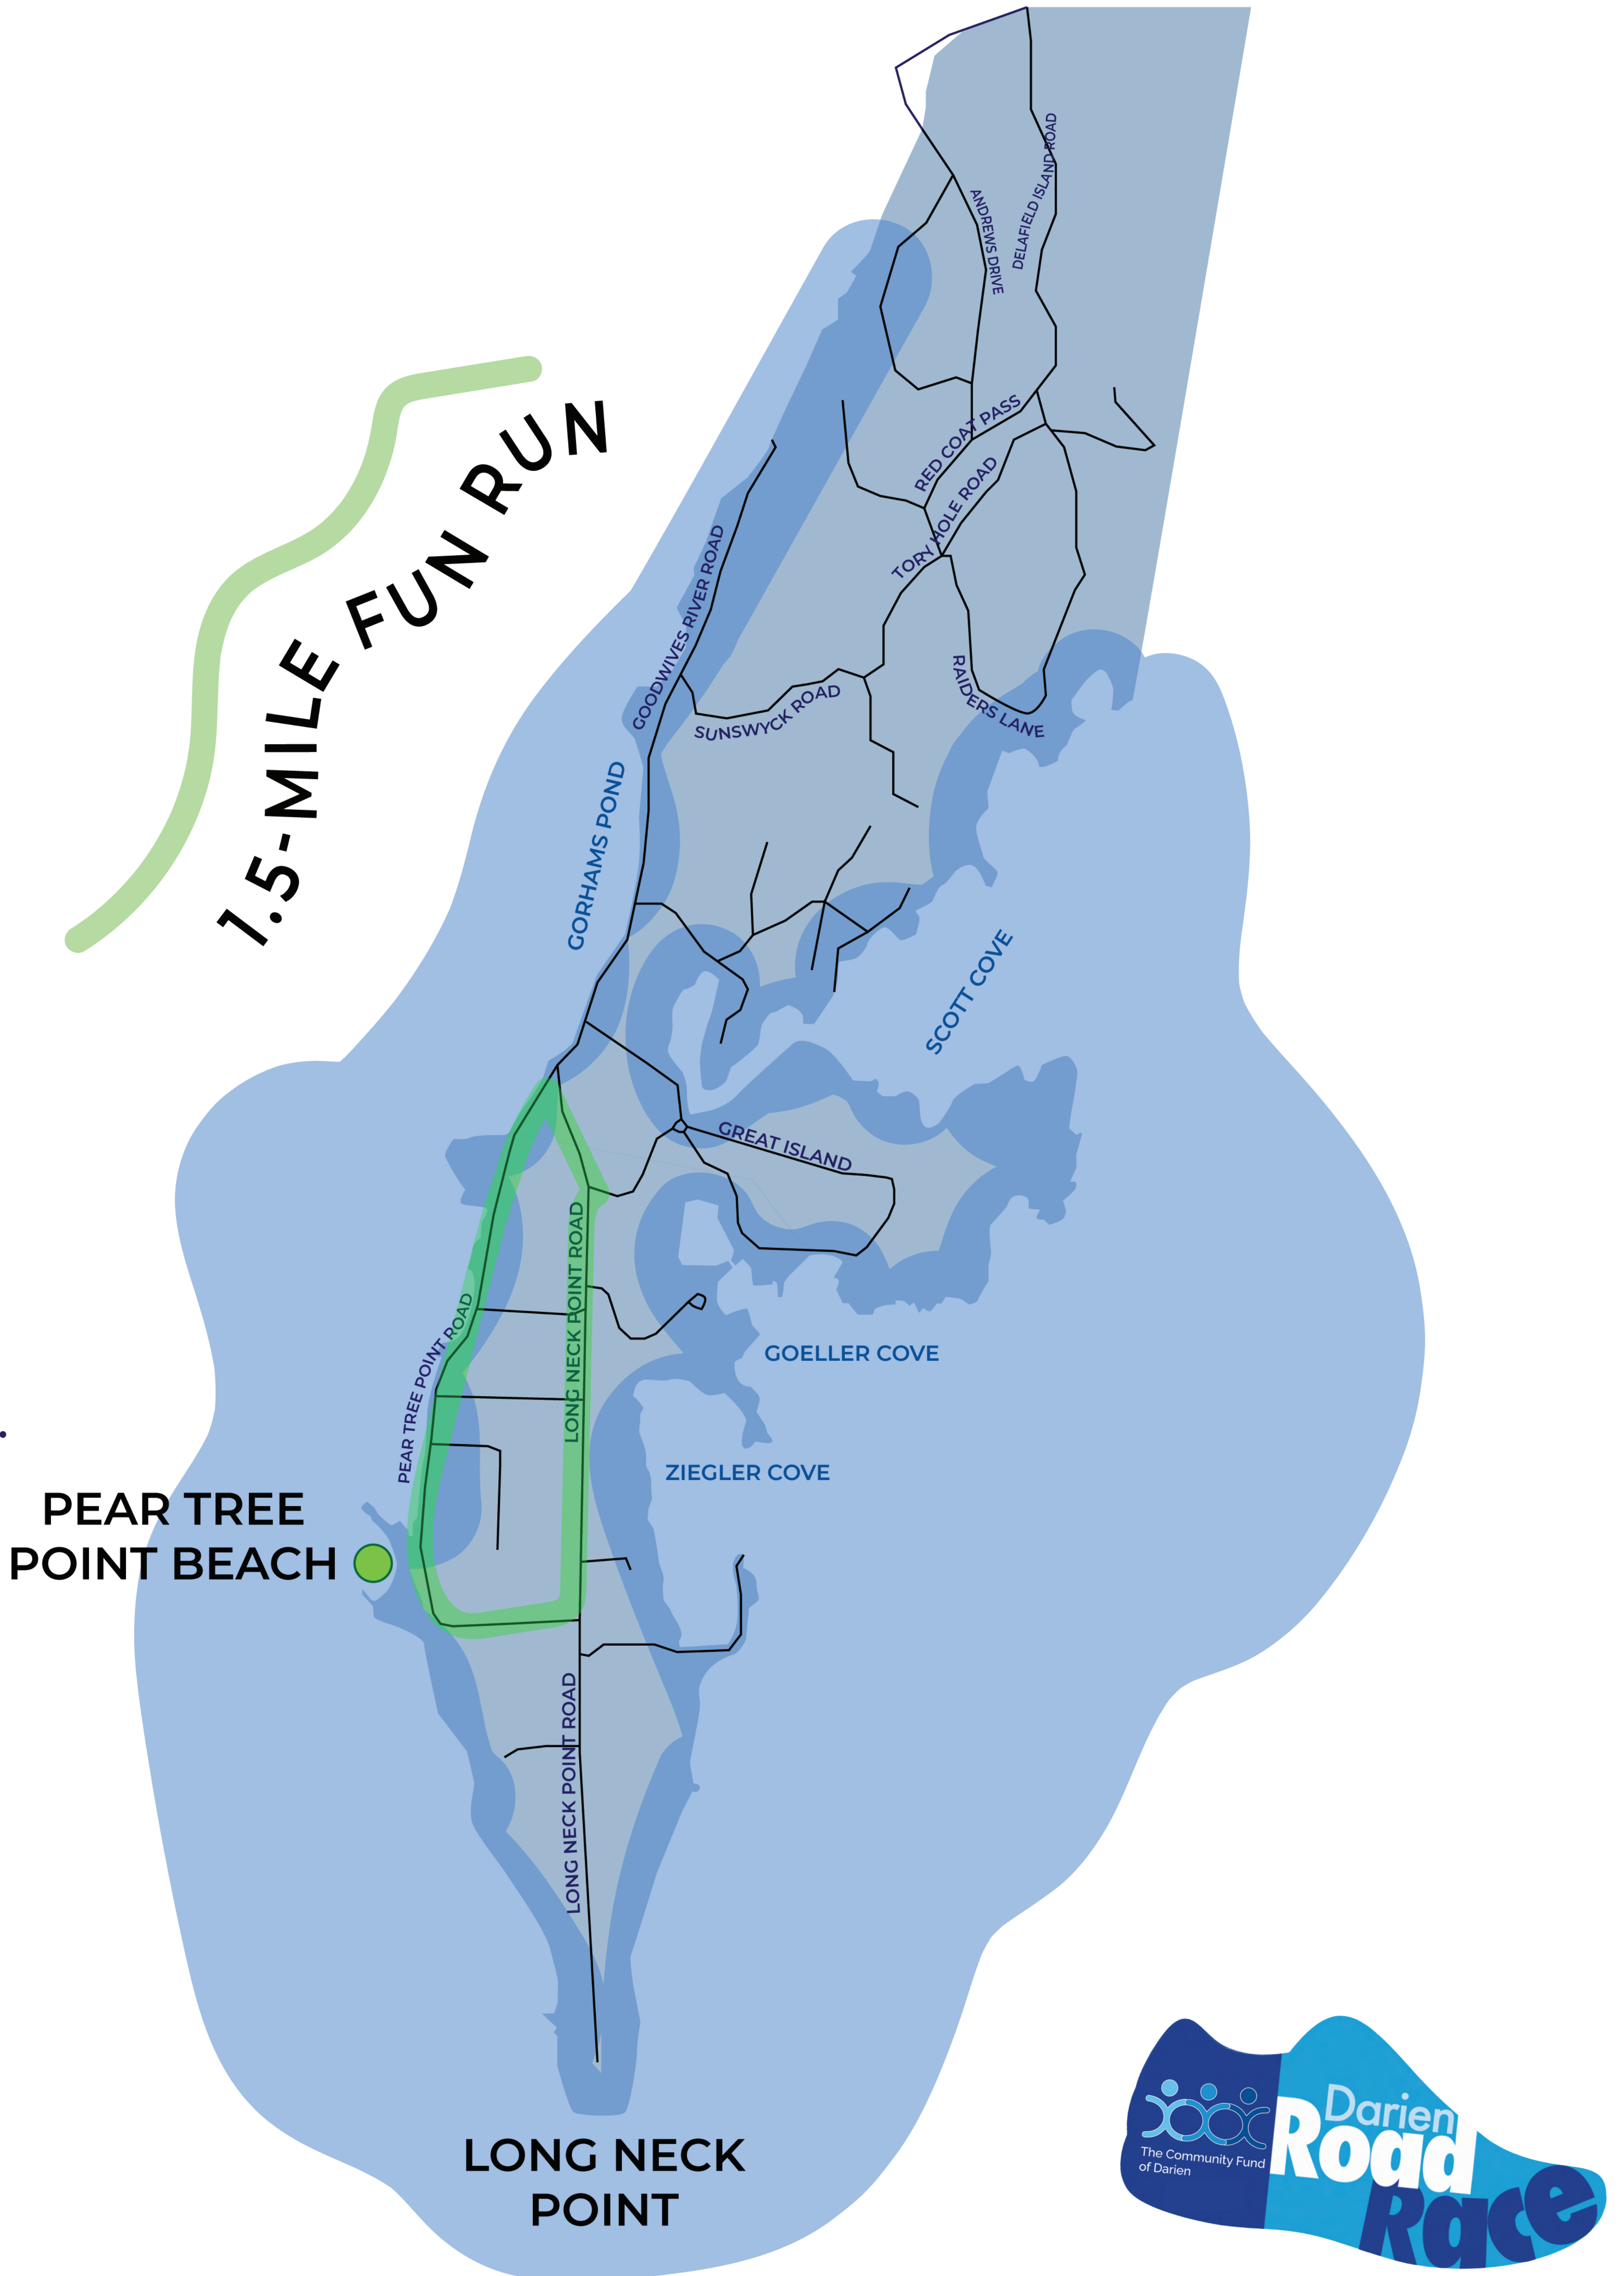 ANDREWS DRIVE
DELAFIELD ISLAND ROAD
1.5-MILE FUN RUN
RED COAT PASS
TORY HOLE ROAD
GOODWIVES RIVER ROAD
SUNSWYCK ROAD
RAIDERS LANE
GORHAMS POND
SCOTT COVE
GREAT ISLAND
LONG NECK POINT ROAD
PEAR TREE POINT ROAD
GOELLER COVE
ZIEGLER COVE
PEAR TREE
POINT BEACH
LONG NECK POINT ROAD
LONG NECK
POINT
The Community Fund
of Darien
Darien
Road
Race